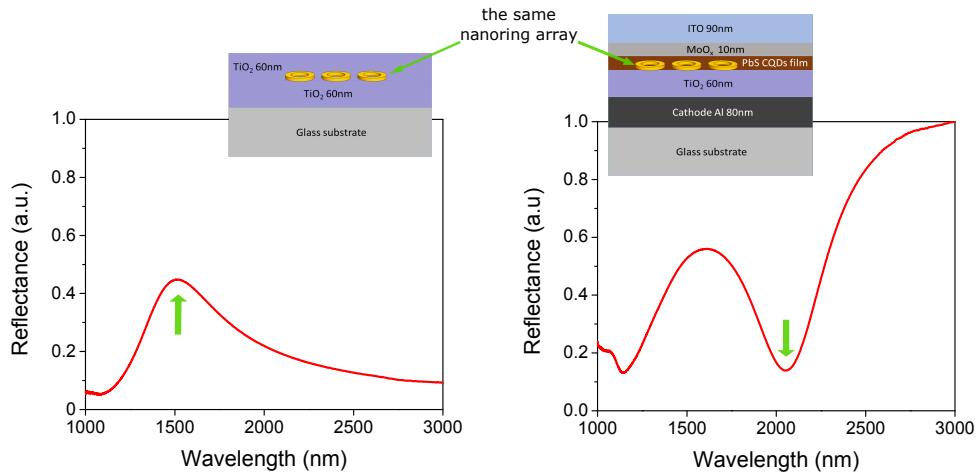 the same
nanoring array
TiO₂ 60nm
TiO₂ 60nm
Glass substrate
ITO 90nm
MoOₓ 10nm
PbS CQDs film
TiO₂ 60nm
Cathode Al 80nm
Glass substrate
Reflectance (a.u.)
1.0
0.8
0.6
0.4
0.2
0
1000
1500
2000
2500
3000
Wavelength (nm)
Reflectance (a.u)
1.0
0.8
0.6
0.4
0.2
0.0
1000
1500
2000
2500
3000
Wavelength (nm)